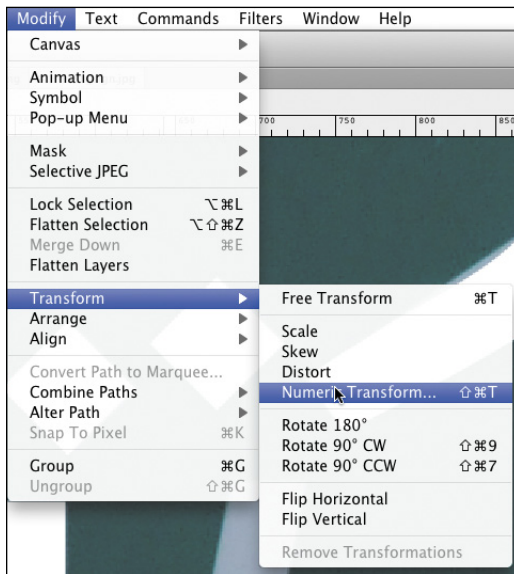 Modify Text Commands Filters Window Help
Canvas
Animation
Symbol
Pop-up Menu
700 750 800 850
Mask
Selective JPEG
Lock Selection ⌥⌘L
Flatten Selection ⌥⇧⌘Z
Merge Down ⌘E
Flatten Layers
Transform
Arrange
Align
Convert Path to Marquee...
Combine Paths
Alter Path
Snap To Pixel ⌘K
Group ⌘G
Ungroup ⇧⌘G
Free Transform ⌘T
Scale
Skew
Distort
Numeric Transform... ⇧⌘T
Rotate 180°
Rotate 90° CW ⇧⌘9
Rotate 90° CCW ⇧⌘7
Flip Horizontal
Flip Vertical
Remove Transformations